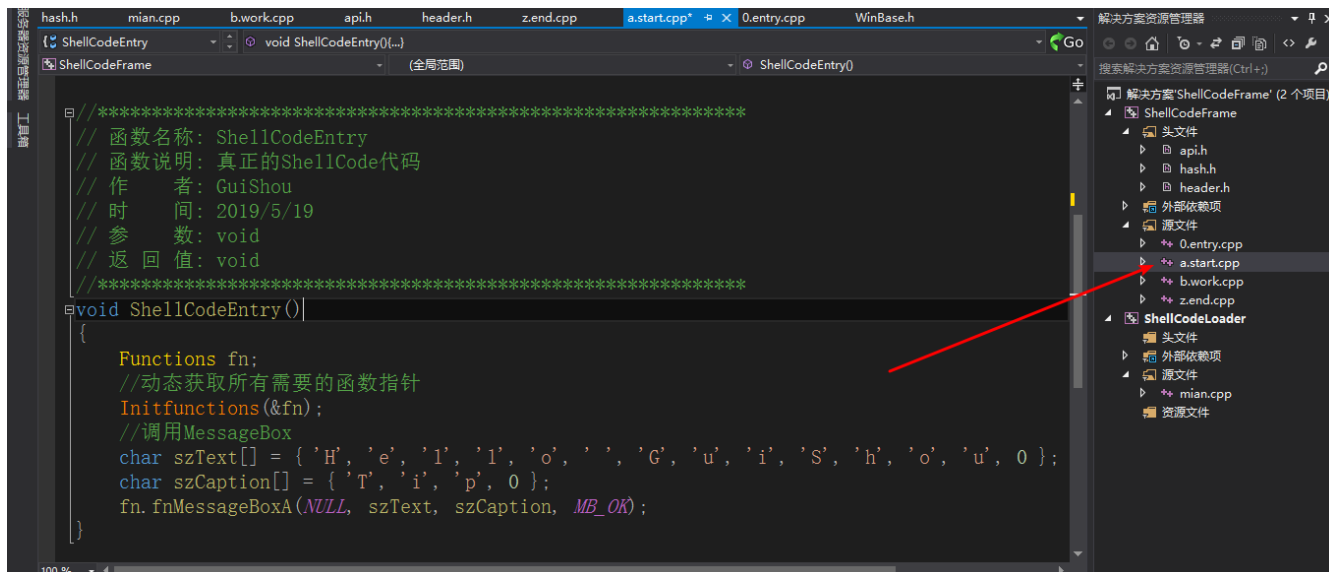 hash.h mian.cpp b.work.cpp api.h header.h z.end.cpp a.start.cpp* 0.entry.cpp WinBase.h
ShellCodeEntry void ShellCodeEntry(){...} Go
ShellCodeFrame (全局范围) ShellCodeEntry()
服务器资源管理器
工具箱
//************************************************************
// 函数名称: ShellCodeEntry
// 函数说明: 真正的ShellCode代码
// 作 者: GuiShou
// 时 间: 2019/5/19
// 参 数: void
// 返 回 值: void
//************************************************************
void ShellCodeEntry()
{
Functions fn;
//动态获取所有需要的函数指针
Initfunctions(&fn);
//调用MessageBox
char szText[] = { 'H', 'e', 'l', 'l', 'o', ' ', 'G', 'u', 'i', 'S', 'h', 'o', 'u', 0 };
char szCaption[] = { 'T', 'i', 'p', 0 };
fn.fnMessageBoxA(NULL, szText, szCaption, MB_OK);
}
100 %
解决方案资源管理器
搜索解决方案资源管理器(Ctrl+;)
解决方案'ShellCodeFrame' (2 个项目)
ShellCodeFrame
头文件
api.h
hash.h
header.h
外部依赖项
源文件
0.entry.cpp
a.start.cpp
b.work.cpp
z.end.cpp
ShellCodeLoader
头文件
外部依赖项
源文件
mian.cpp
资源文件